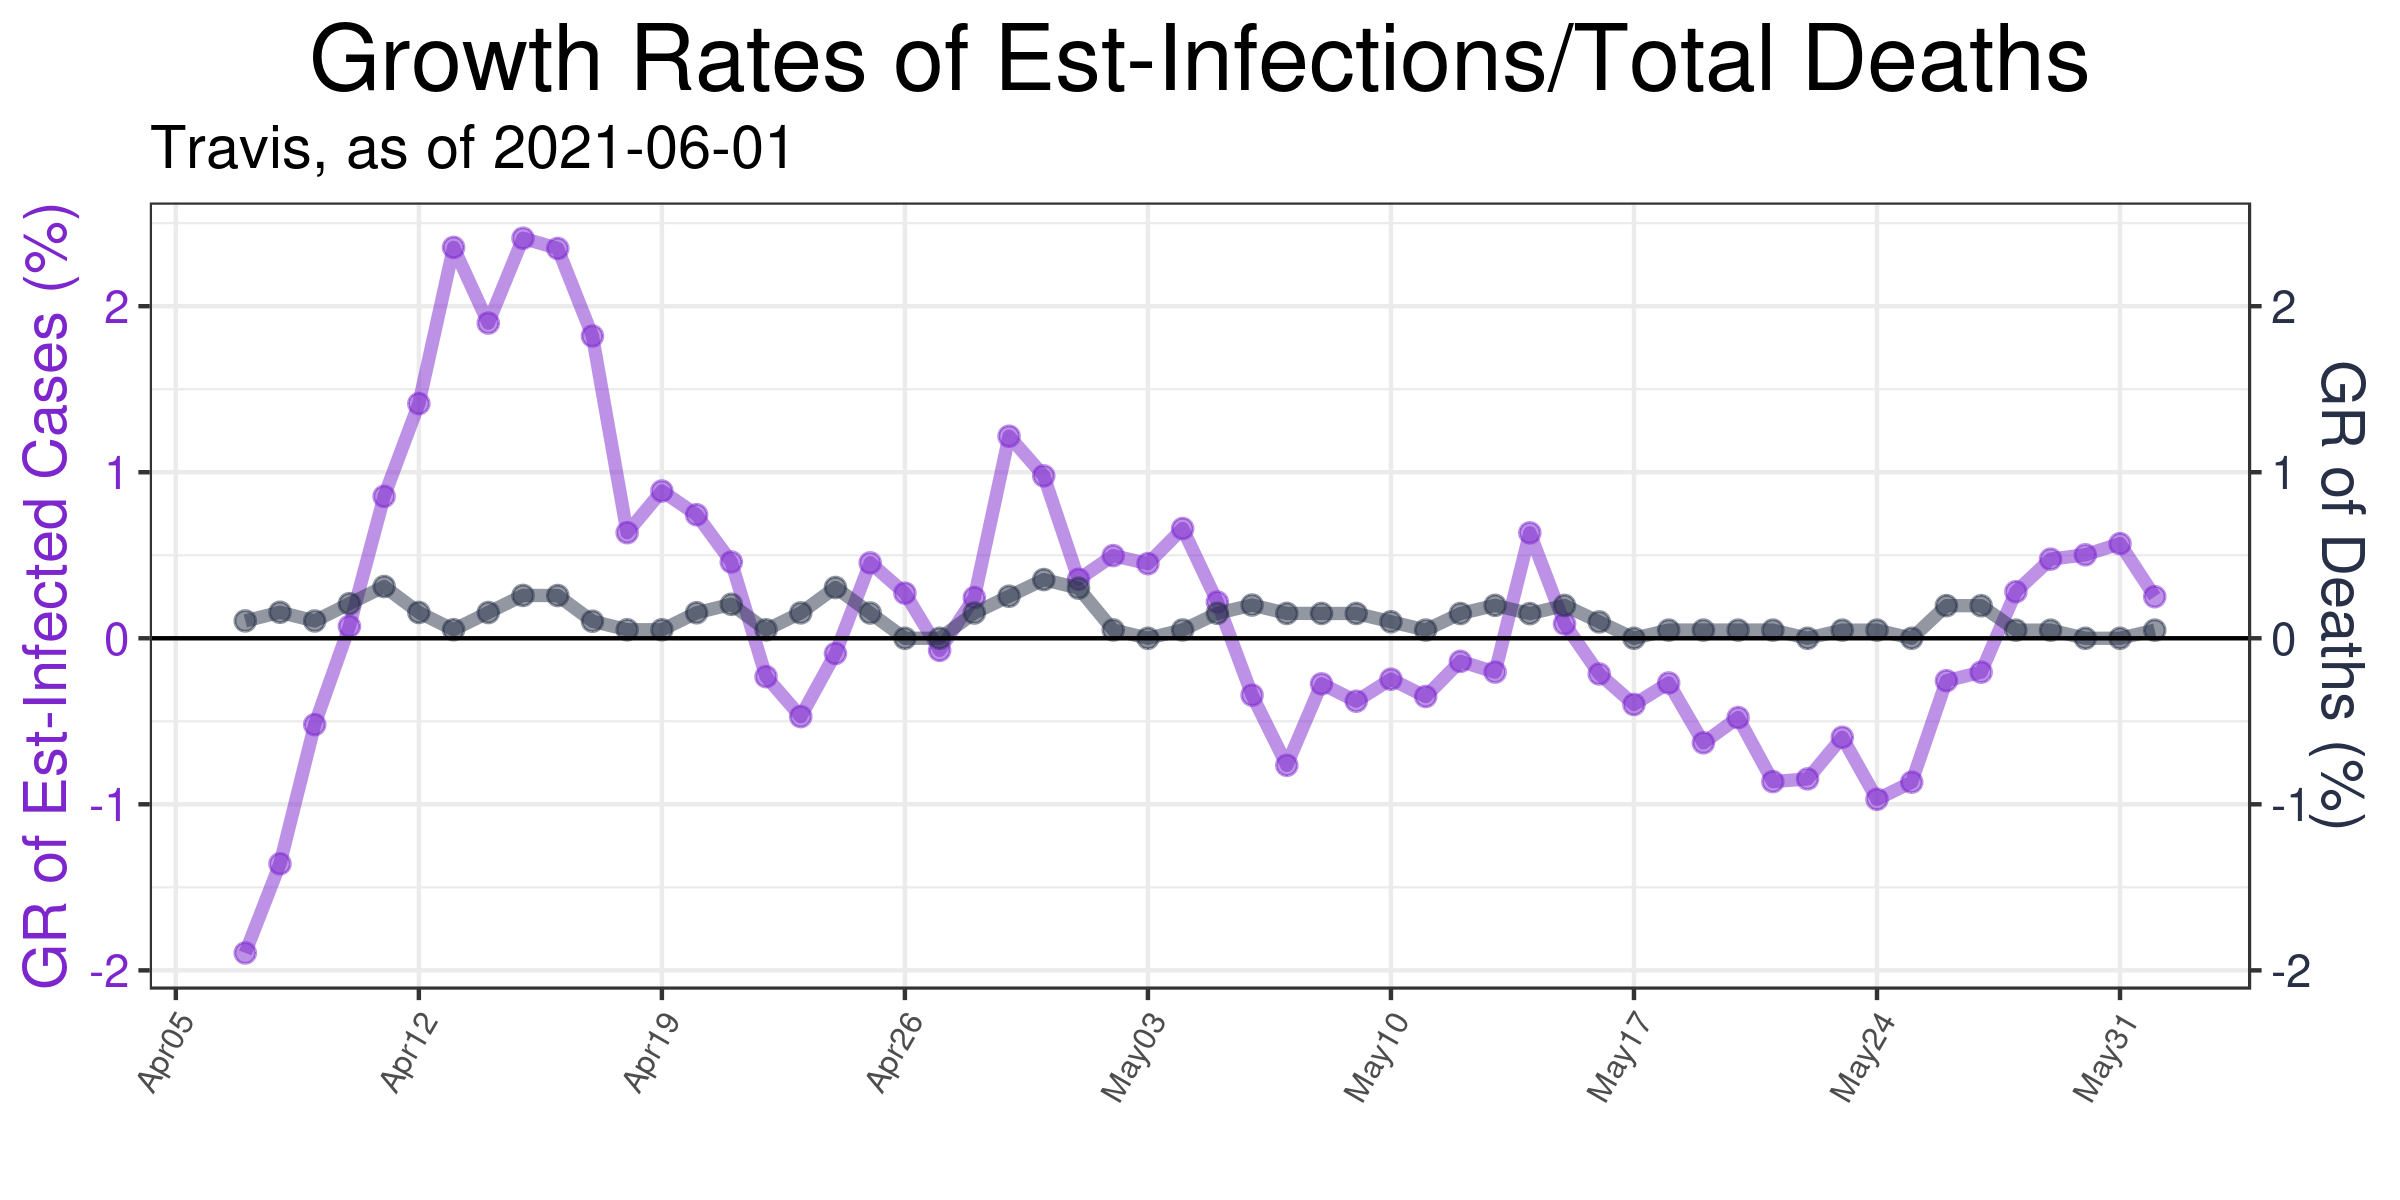 Growth Rates of Est-Infections/Total Deaths
Travis, as of 2021-06-01
GR of Est-Infected Cases (%)
2
1
0
-1
-2
2
1
0
-1
-2
GR of Deaths (%)
Apr05
Apr12
Apr19
Apr26
May03
May10
May17
May24
May31